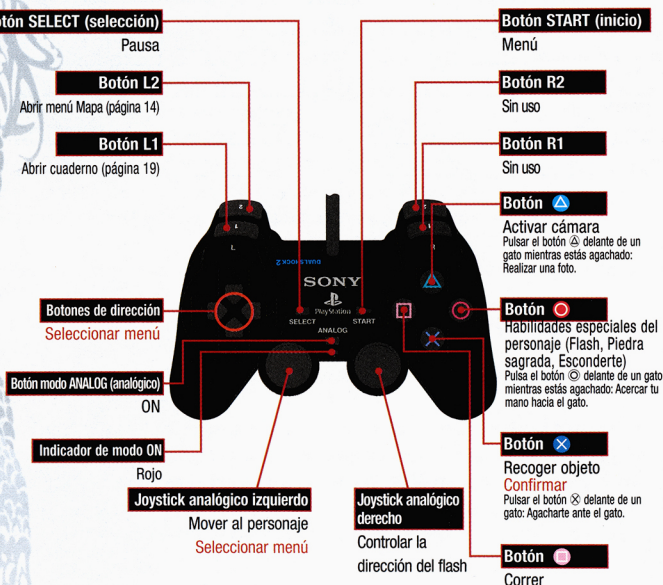 Botón SELECT (selección)
Pausa
Botón L2
Abrir menú Mapa (página 14)
Botón L1
Abrir cuaderno (página 19)
Botones de dirección
Seleccionar menú
Botón modo ANALOG (analógico)
ON
Indicador de modo ON
Rojo
Joystick analógico izquierdo
Mover al personaje
Seleccionar menú
2
1
L
DUALSHOCK 2
SONY
PlayStation
SELECT
START
ANALOG
2
1
R
Joystick analógico
derecho
Controlar la
dirección del flash
Botón START (inicio)
Menú
Botón R2
Sin uso
Botón R1
Sin uso
Botón △
Activar cámara
Pulsar el botón △ delante de un
gato mientras estás agachado:
Realizar una foto.
Botón ○
Habilidades especiales del
personaje (Flash, Piedra
sagrada, Esconderte)
Pulsa el botón ○ delante de un gato
mientras estás agachado: Acercar tu
mano hacia el gato.
Botón ✕
Recoger objeto
Confirmar
Pulsar el botón ✕ delante de un
gato: Agacharte ante el gato.
Botón □
Correr